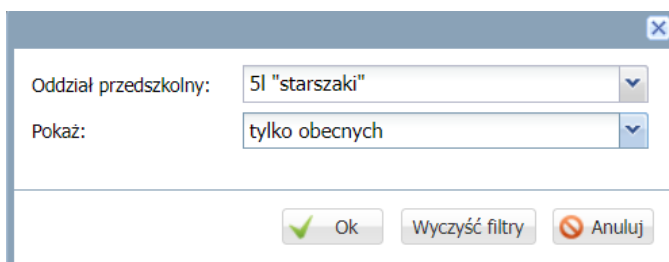 Oddział przedszkolny: 5l "starszaki"
Pokaż: tylko obecnych
Ok Wyczyść filtry Anuluj